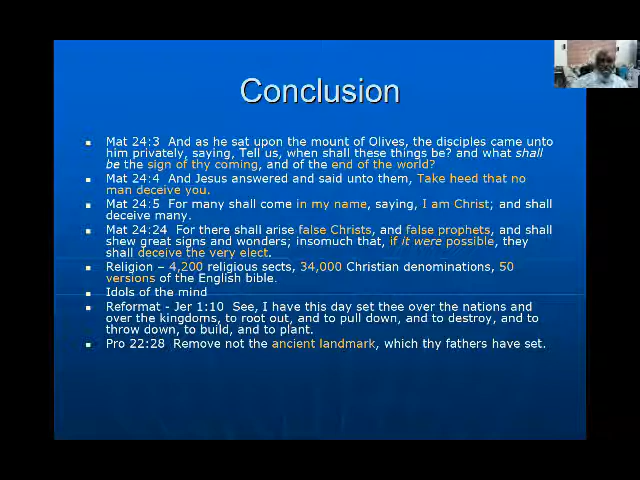 Conclusion
Mat 24:3 And as he sat upon the mount of Olives, the disciples came unto
him privately, saying, Tell us, when shall these things be? and what shall
be the sign of thy coming, and of the end of the world?
Mat 24:4 And Jesus answered and said unto them, Take heed that no
man deceive you.
Mat 24:5 For many shall come in my name, saying, I am Christ; and shall
deceive many.
Mat 24:24 For there shall arise false Christs, and false prophets, and shall
shew great signs and wonders; insomuch that, if it were possible, they
shall deceive the very elect.
Religion – 4,200 religious sects, 34,000 Christian denominations, 50
versions of the English bible.
Idols of the mind
Reformat - Jer 1:10 See, I have this day set thee over the nations and
over the kingdoms, to root out, and to pull down, and to destroy, and to
throw down, to build, and to plant.
Pro 22:28 Remove not the ancient landmark, which thy fathers have set.